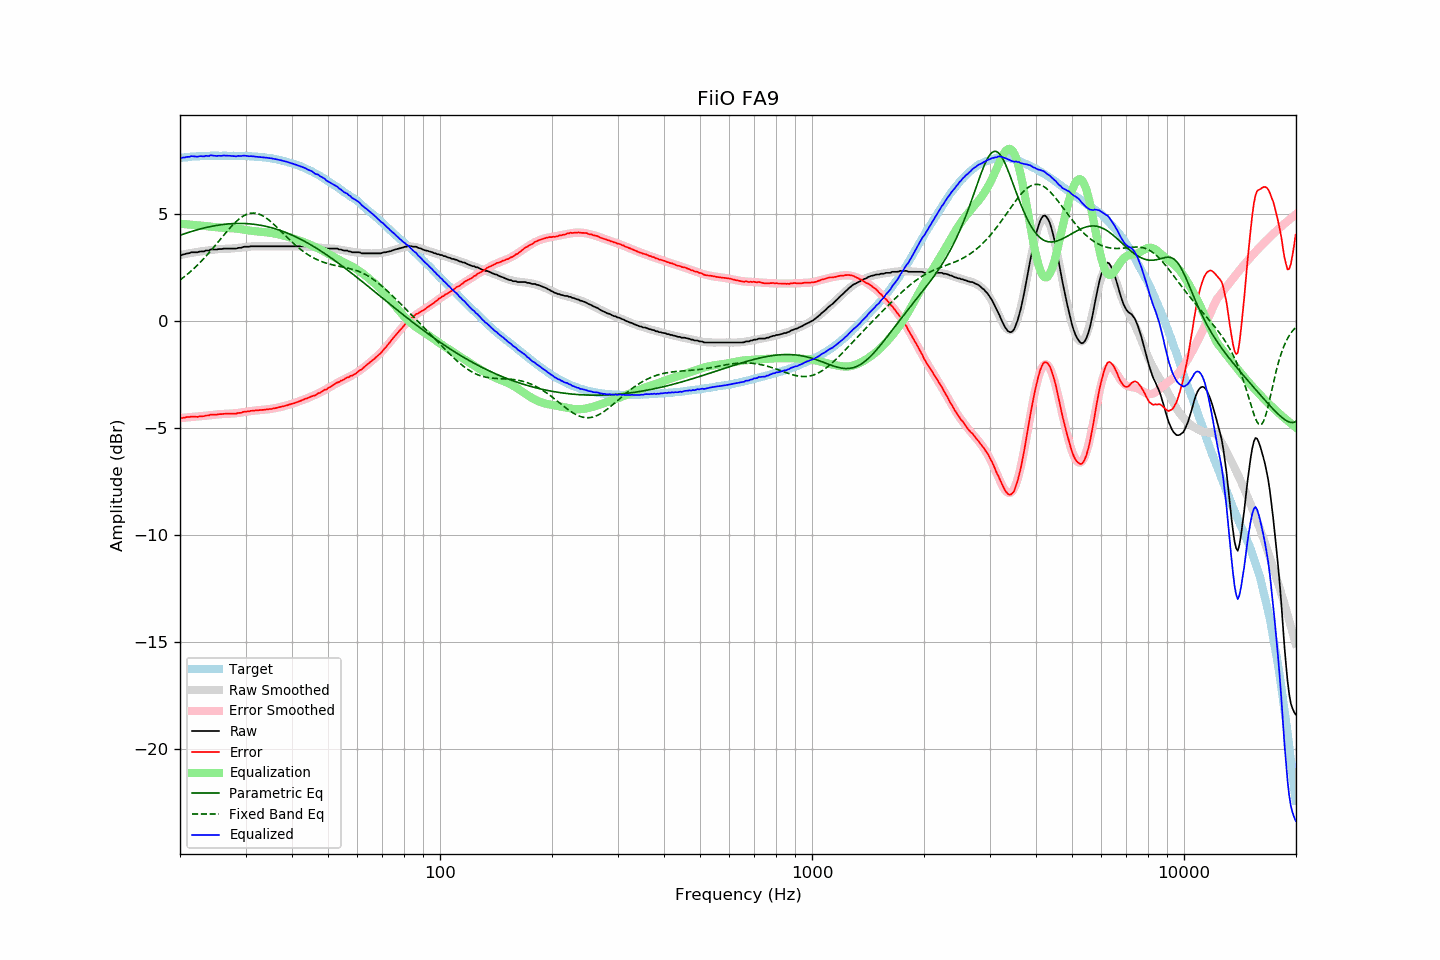 FiiO FA9
Amplitude (dBr)
5
0
−5
−10
−15
−20
Target
Raw Smoothed
Error Smoothed
Raw
Error
Equalization
Parametric Eq
Fixed Band Eq
Equalized
100 1000 10000
Frequency (Hz)